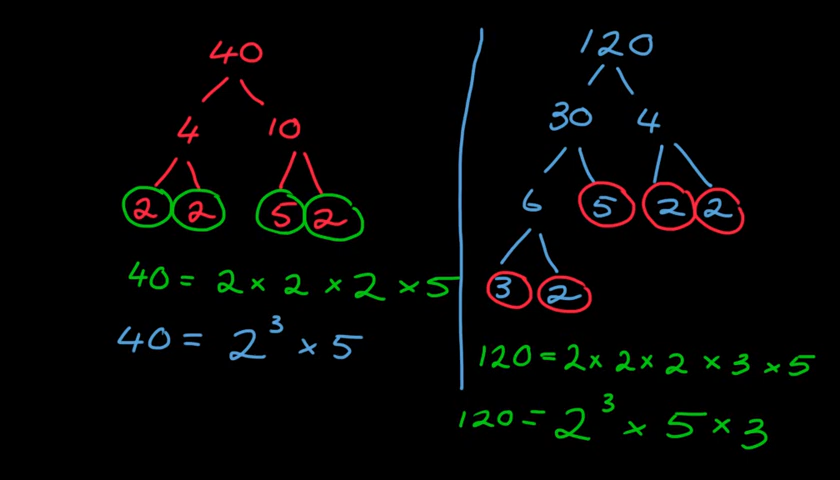 40
4 10
2 2 5 2
40 = 2 × 2 × 2 × 5
40 = 2³ × 5
120
30 4
6 5 2 2
3 2
120 = 2 × 2 × 2 × 3 × 5
120 = 2³ × 5 × 3